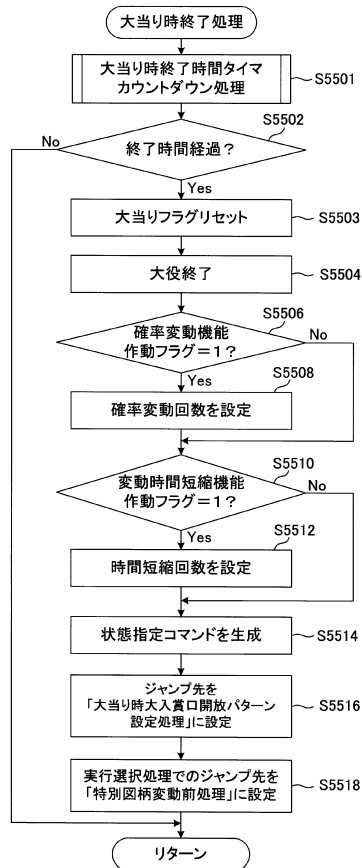 大当り時終了処理
大当り時終了時間タイマ
カウントダウン処理
S5501
S5502
No
終了時間経過？
Yes
大当りフラグリセット
S5503
大役終了
S5504
S5506
確率変動機能
作動フラグ＝1？
No
Yes
S5508
確率変動回数を設定
S5510
変動時間短縮機能
作動フラグ＝1？
No
Yes
S5512
時間短縮回数を設定
状態指定コマンドを生成
S5514
ジャンプ先を
「大当り時大入賞口開放パターン
設定処理」に設定
S5516
実行選択処理でのジャンプ先を
「特別図柄変動前処理」に設定
S5518
リターン